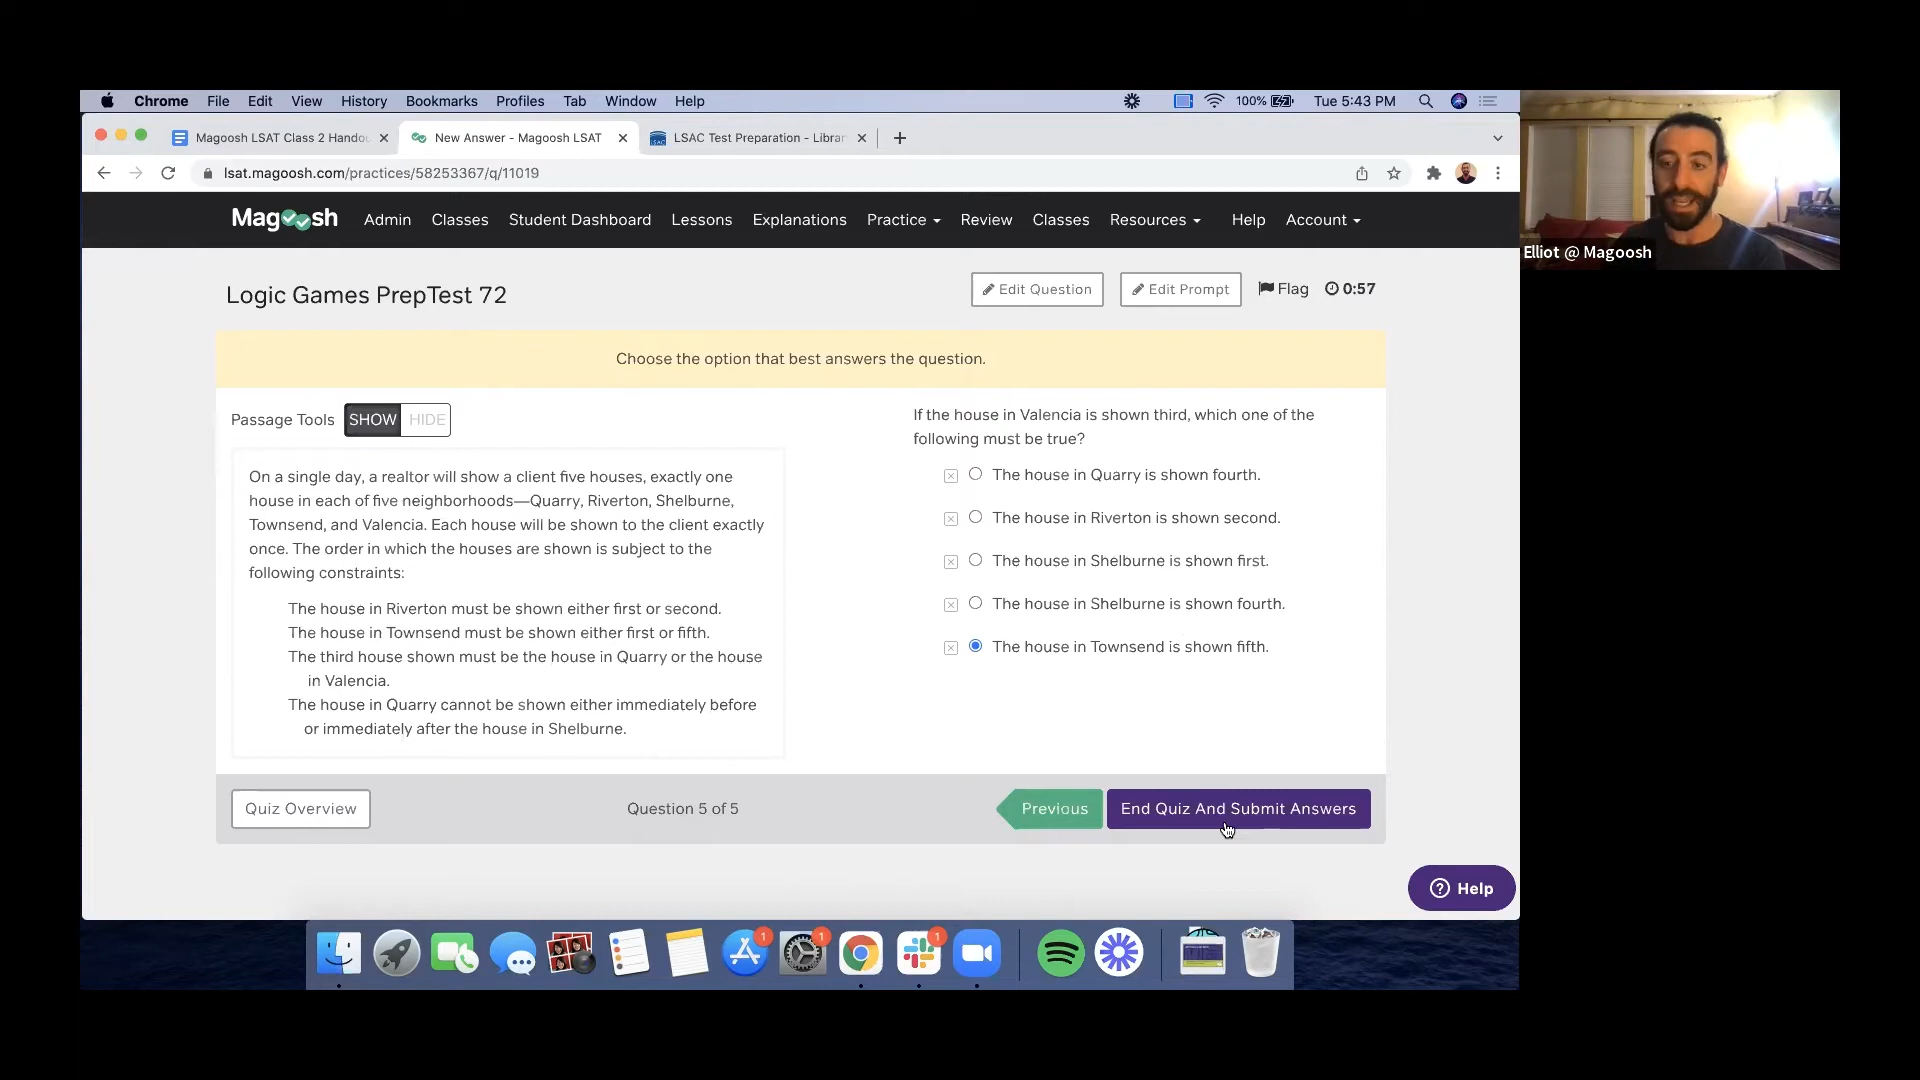 Chrome File Edit View History Bookmarks Profiles Tab Window Help 100% Tue 5:43 PM
Magoosh LSAT Class 2 Handou New Answer - Magoosh LSAT LSAC Test Preparation - Librar
LSAC
lsat.magoosh.com/practices/58253367/q/11019
Magoosh Admin Classes Student Dashboard Lessons Explanations Practice Review Classes Resources Help Account
Elliot @ Magoosh
Logic Games PrepTest 72
Edit Question Edit Prompt Flag 0:57
Choose the option that best answers the question.
Passage Tools SHOW HIDE
On a single day, a realtor will show a client five houses, exactly one
house in each of five neighborhoods—Quarry, Riverton, Shelburne,
Townsend, and Valencia. Each house will be shown to the client exactly
once. The order in which the houses are shown is subject to the
following constraints:
The house in Riverton must be shown either first or second.
The house in Townsend must be shown either first or fifth.
The third house shown must be the house in Quarry or the house
in Valencia.
The house in Quarry cannot be shown either immediately before
or immediately after the house in Shelburne.
If the house in Valencia is shown third, which one of the
following must be true?
The house in Quarry is shown fourth.
The house in Riverton is shown second.
The house in Shelburne is shown first.
The house in Shelburne is shown fourth.
The house in Townsend is shown fifth.
Quiz Overview Question 5 of 5 Previous End Quiz And Submit Answers
? Help
1 1 1